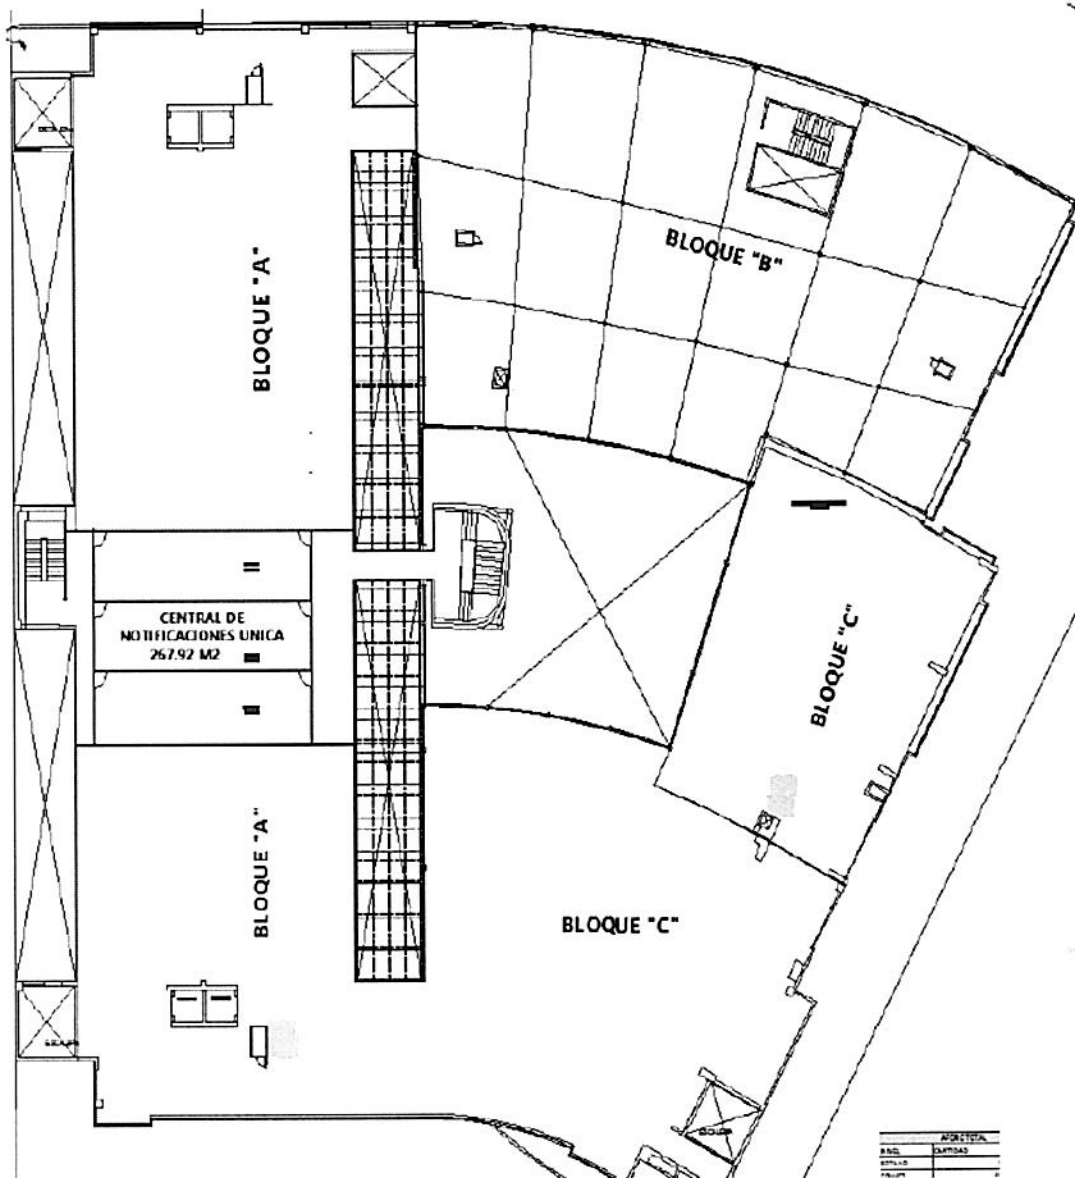 BLOQUE "A"
BLOQUE "B"
CENTRAL DE
NOTIFICACIONES UNICA
267.92 M2
BLOQUE "C"
BLOQUE "A"
BLOQUE "C"
CANTIDAD